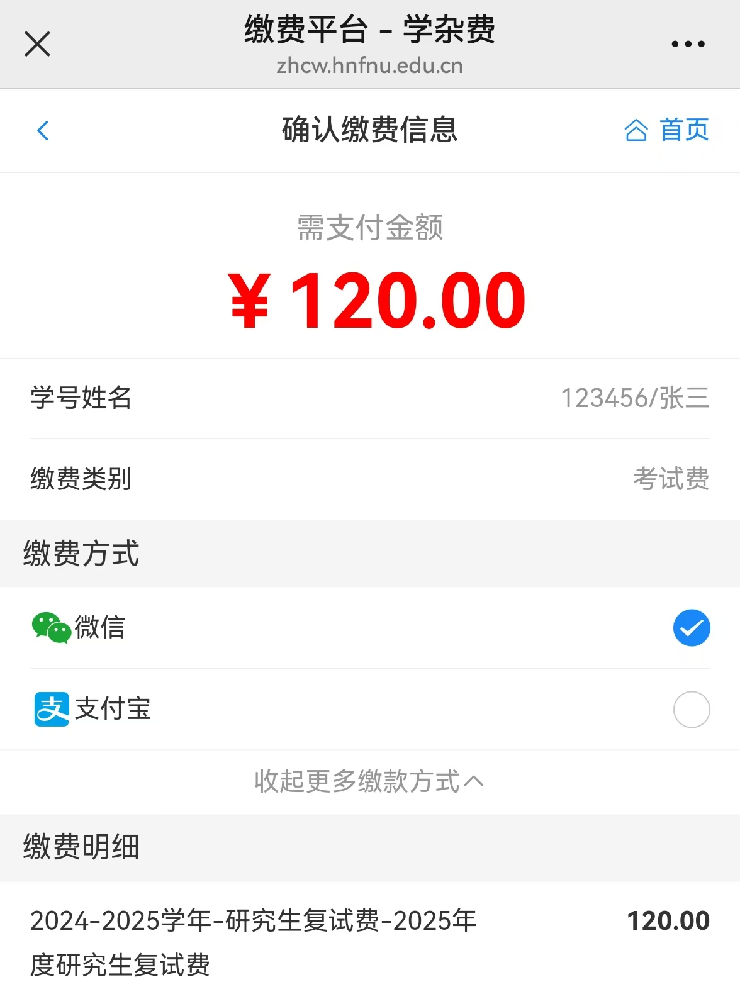 缴费平台 - 学杂费
zhcw.hnfnu.edu.cn
确认缴费信息
首页
需支付金额
¥ 120.00
学号姓名 123456/张三
缴费类别 考试费
缴费方式
微信
支付宝
收起更多缴款方式
缴费明细
2024-2025学年-研究生复试费-2025年 120.00
度研究生复试费